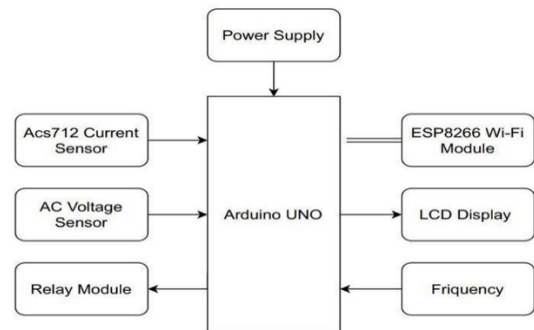 Power Supply
Acs712 Current
Sensor
ESP8266 Wi-Fi
Module
AC Voltage
Sensor
Arduino UNO
LCD Display
Relay Module
Friquency